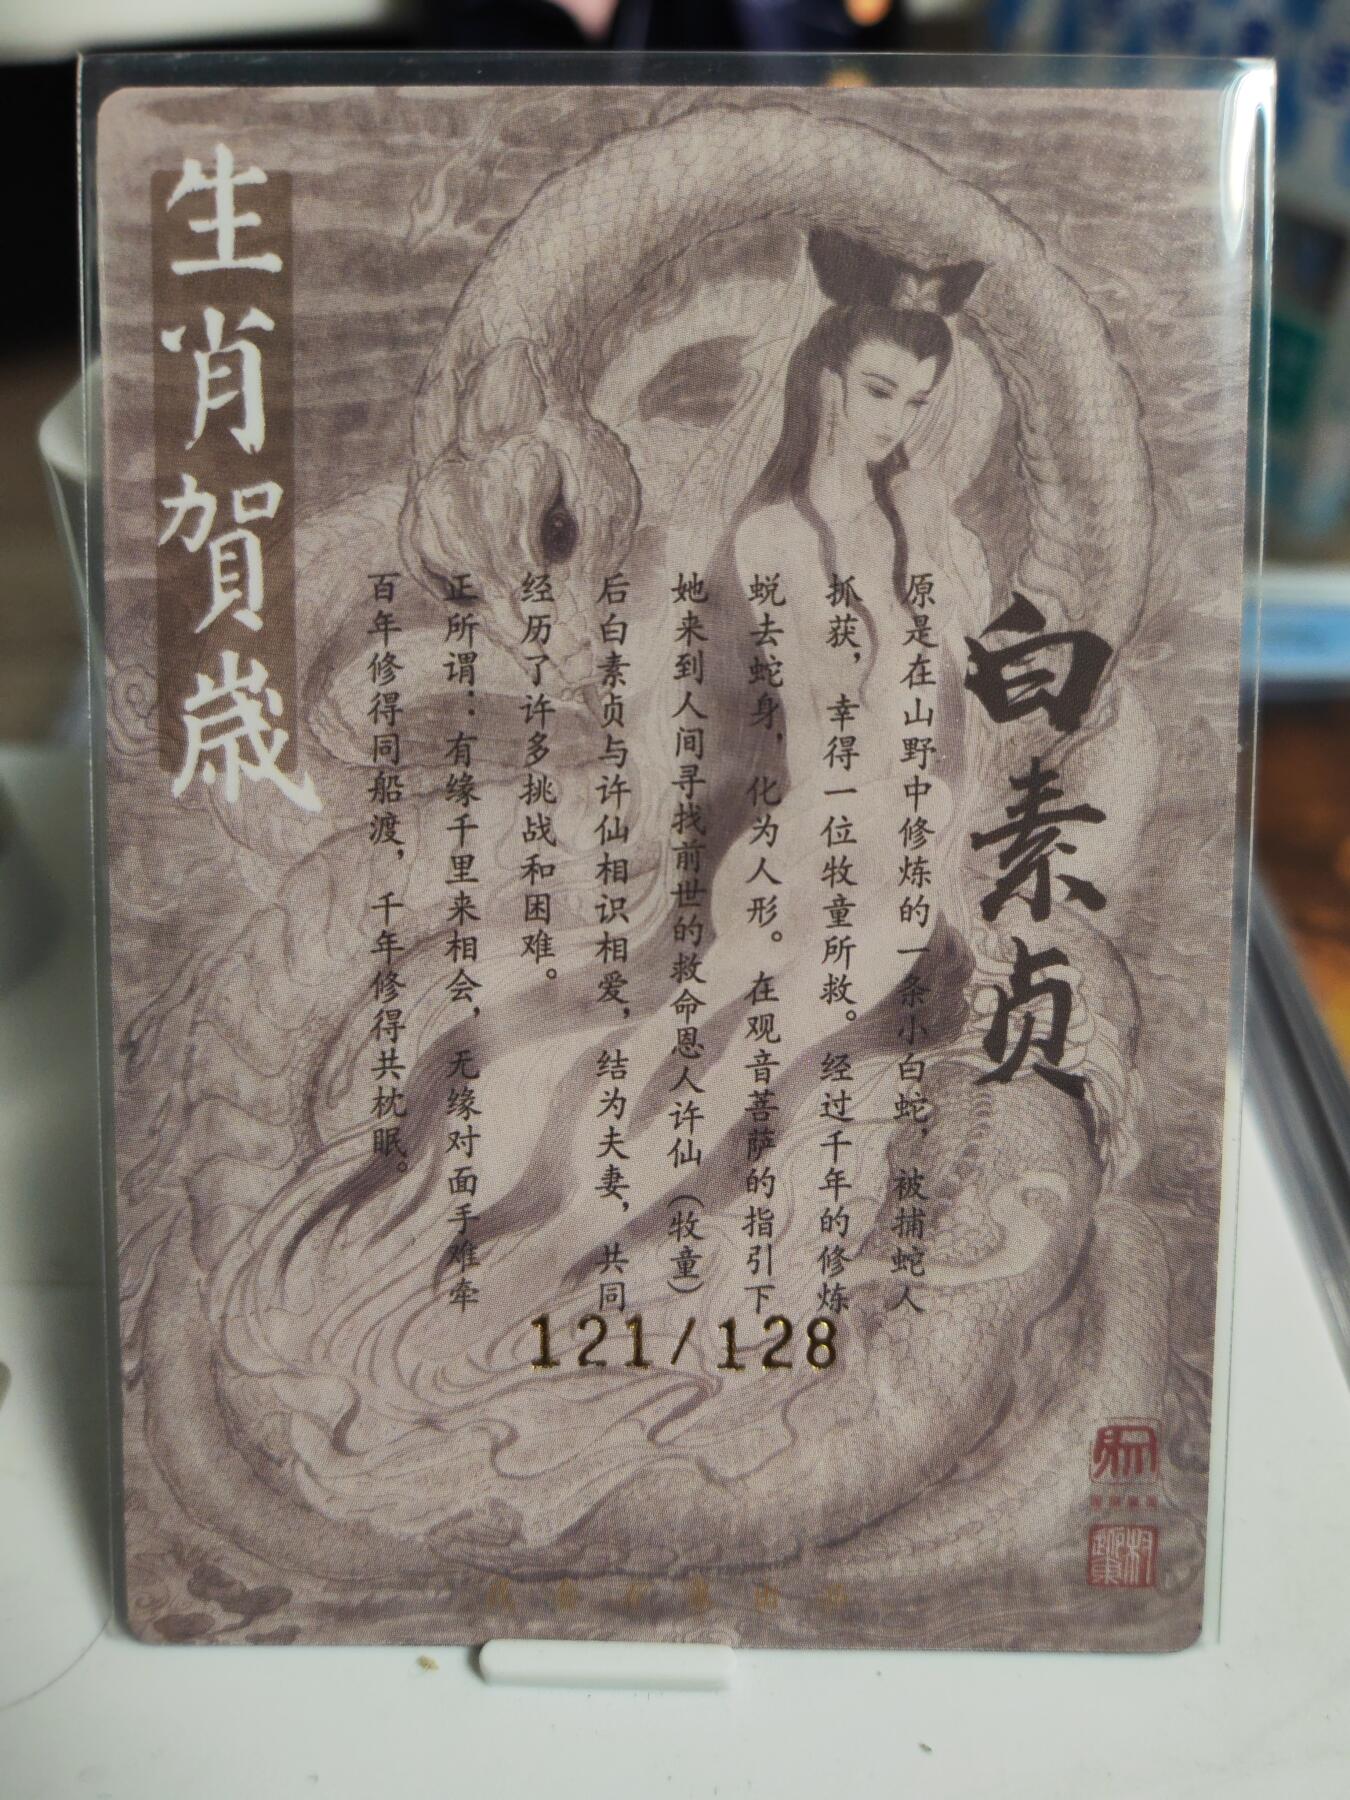 生肖賀歲
白素贞
原是在山野中修炼的一条小白蛇，被捕蛇人
抓获，幸得一位牧童所救。经过千年的修炼
蜕去蛇身，化为人形。在观音菩萨的指引下
她来到人间寻找前世的救命恩人许仙（牧童）
后白素贞与许仙相识相爱，结为夫妻，共同
经历了许多挑战和困难。
正所谓：有缘千里来相会，无缘对面手难牵
百年修得同船渡，千年修得共枕眠。
121/128